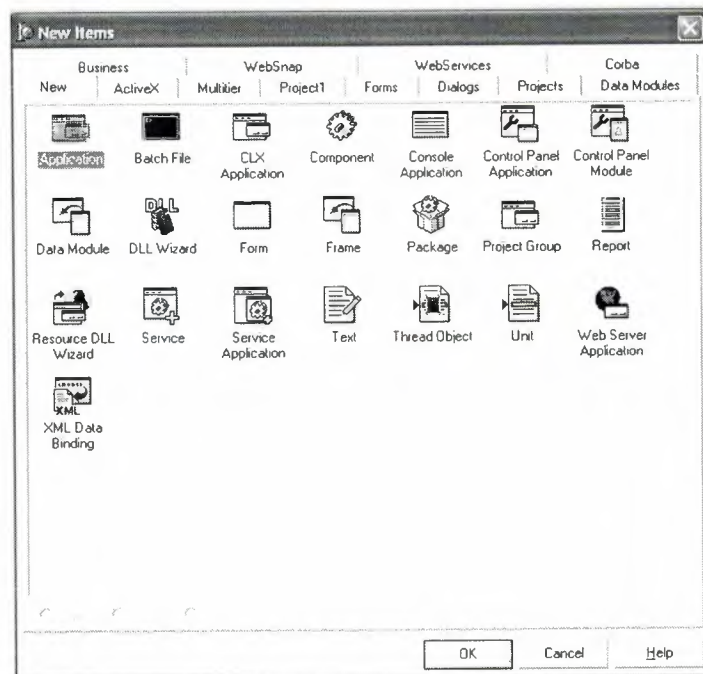 New Items
Business WebSnap WebServices Corba
New ActiveX Multitier Project1 Forms Dialogs Projects Data Modules
Application Batch File CLX Application Component Console Application Control Panel Application Control Panel Module
Data Module DLL Wizard Form Frame Package Project Group Report
Resource DLL Wizard Service Service Application Text Thread Object Unit Web Server Application
XML Data Binding
OK Cancel Help